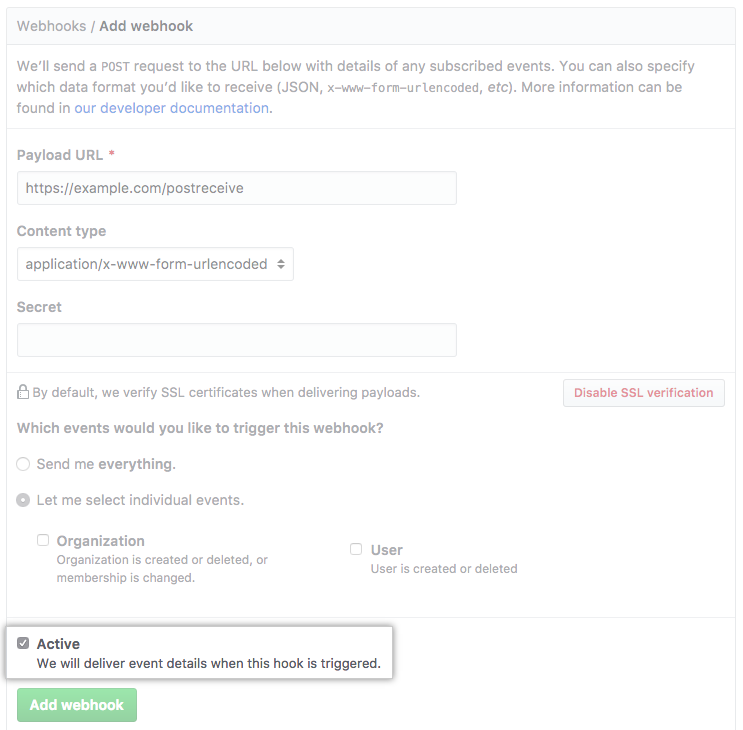 Webhooks / Add webhook
We’ll send a POST request to the URL below with details of any subscribed events. You can also specify
which data format you’d like to receive (JSON, x-www-form-urlencoded, etc). More information can be
found in our developer documentation.
Payload URL *
https://example.com/postreceive
Content type
application/x-www-form-urlencoded
Secret
By default, we verify SSL certificates when delivering payloads.
Disable SSL verification
Which events would you like to trigger this webhook?
Send me everything.
Let me select individual events.
Organization
Organization is created or deleted, or
membership is changed.
User
User is created or deleted
Active
We will deliver event details when this hook is triggered.
Add webhook